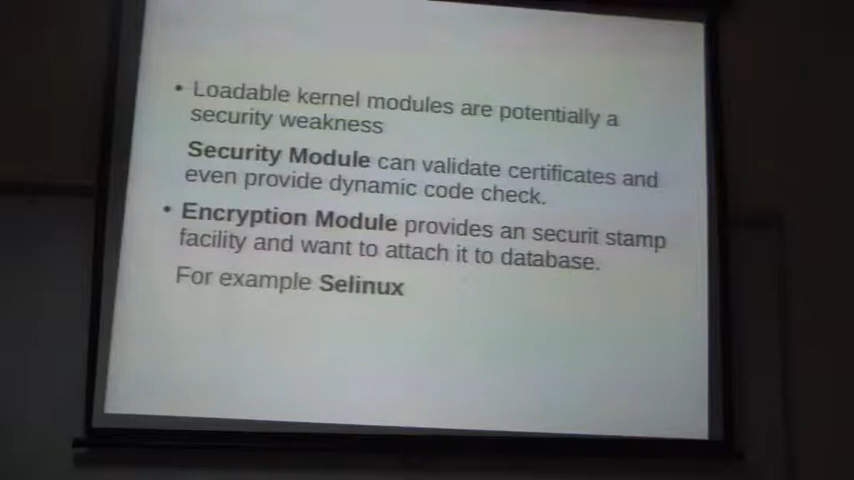 • Loadable kernel modules are potentially a
security weakness
Security Module can validate certificates and
even provide dynamic code check.
• Encryption Module provides an securit stamp
facility and want to attach it to database.
For example Selinux